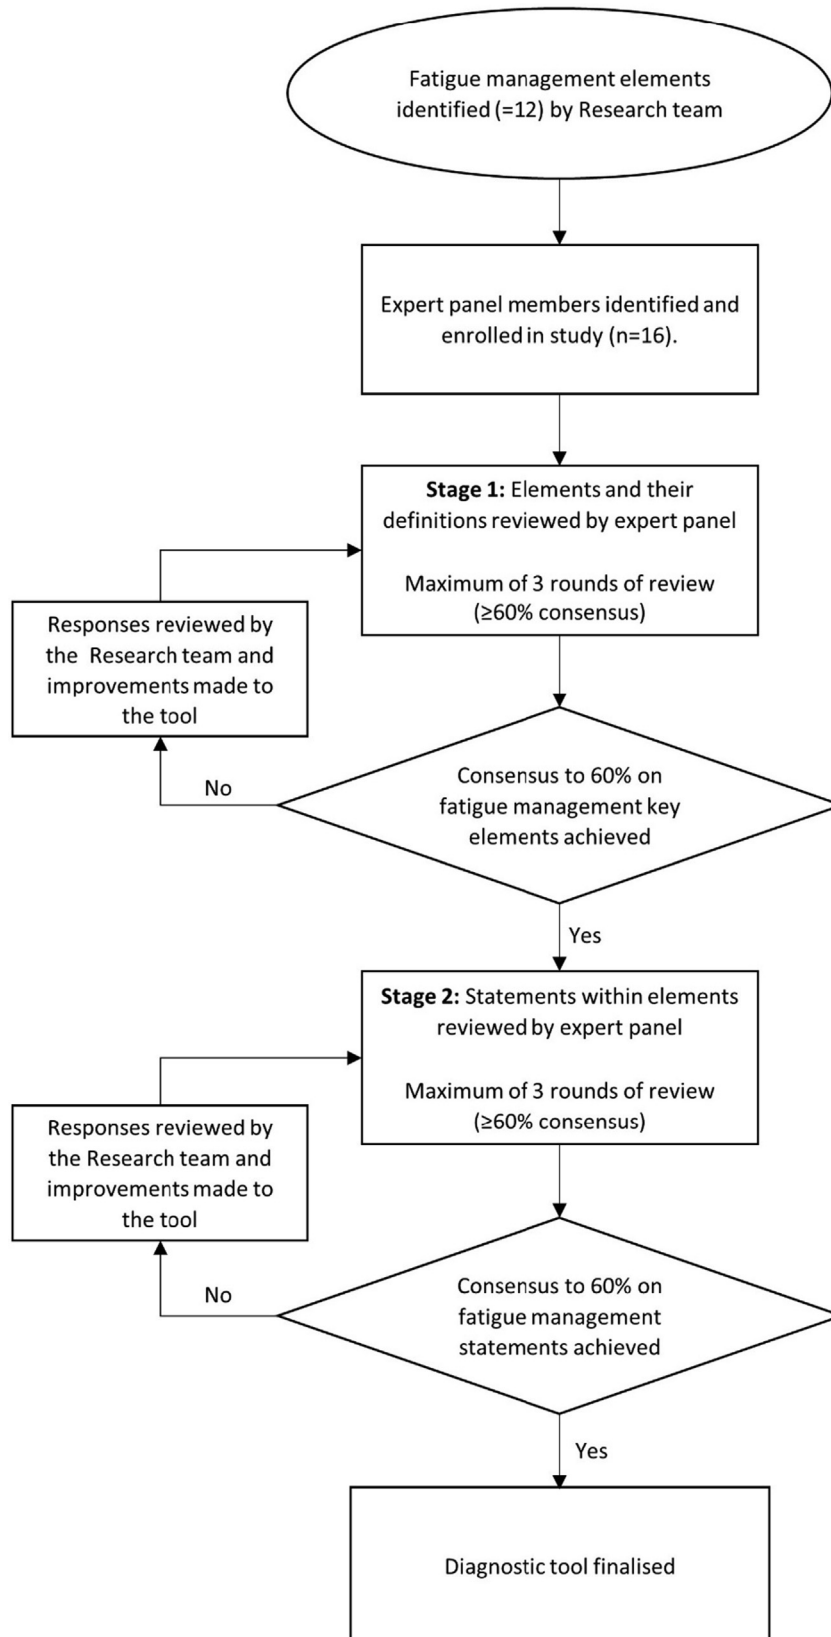 Fatigue management elements
identified (=12) by Research team
Expert panel members identified and
enrolled in study (n=16).
Stage 1: Elements and their
definitions reviewed by expert panel
Maximum of 3 rounds of review
(≥60% consensus)
Responses reviewed by
the Research team and
improvements made to
the tool
No
Consensus to 60% on
fatigue management key
elements achieved
Yes
Stage 2: Statements within elements
reviewed by expert panel
Maximum of 3 rounds of review
(≥60% consensus)
Responses reviewed by
the Research team and
improvements made to
the tool
No
Consensus to 60% on
fatigue management
statements achieved
Yes
Diagnostic tool finalised